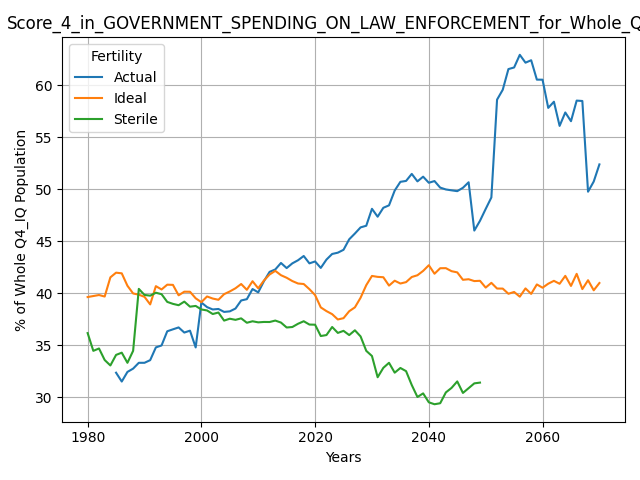 Score_4_in_GOVERNMENT_SPENDING_ON_LAW_ENFORCEMENT_for_Whole_Q
Fertility
Actual
Ideal
Sterile
% of Whole Q4_IQ Population
60
55
50
45
40
35
30
1980
2000
2020
2040
2060
Years